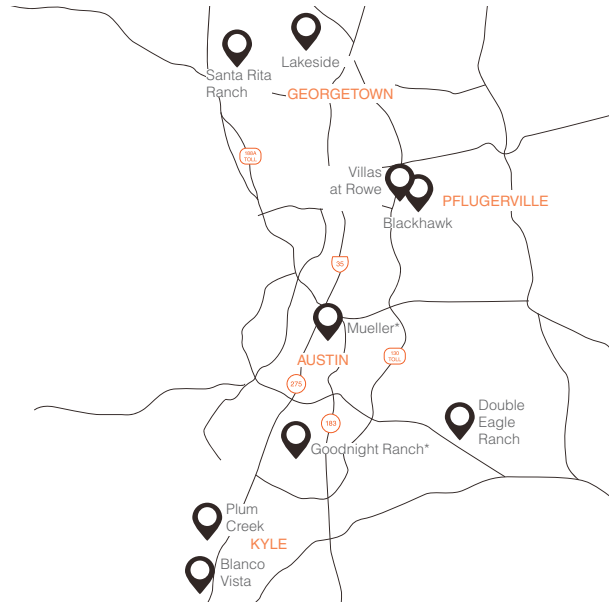 Lakeside
Santa Rita
Ranch
GEORGETOWN
183A
TOLL
Villas
at Rowe
PFLUGERVILLE
Blackhawk
35
Mueller*
AUSTIN
130
TOLL
275
Double
Eagle
Ranch
183
Goodnight Ranch*
Plum
Creek
KYLE
Blanco
Vista